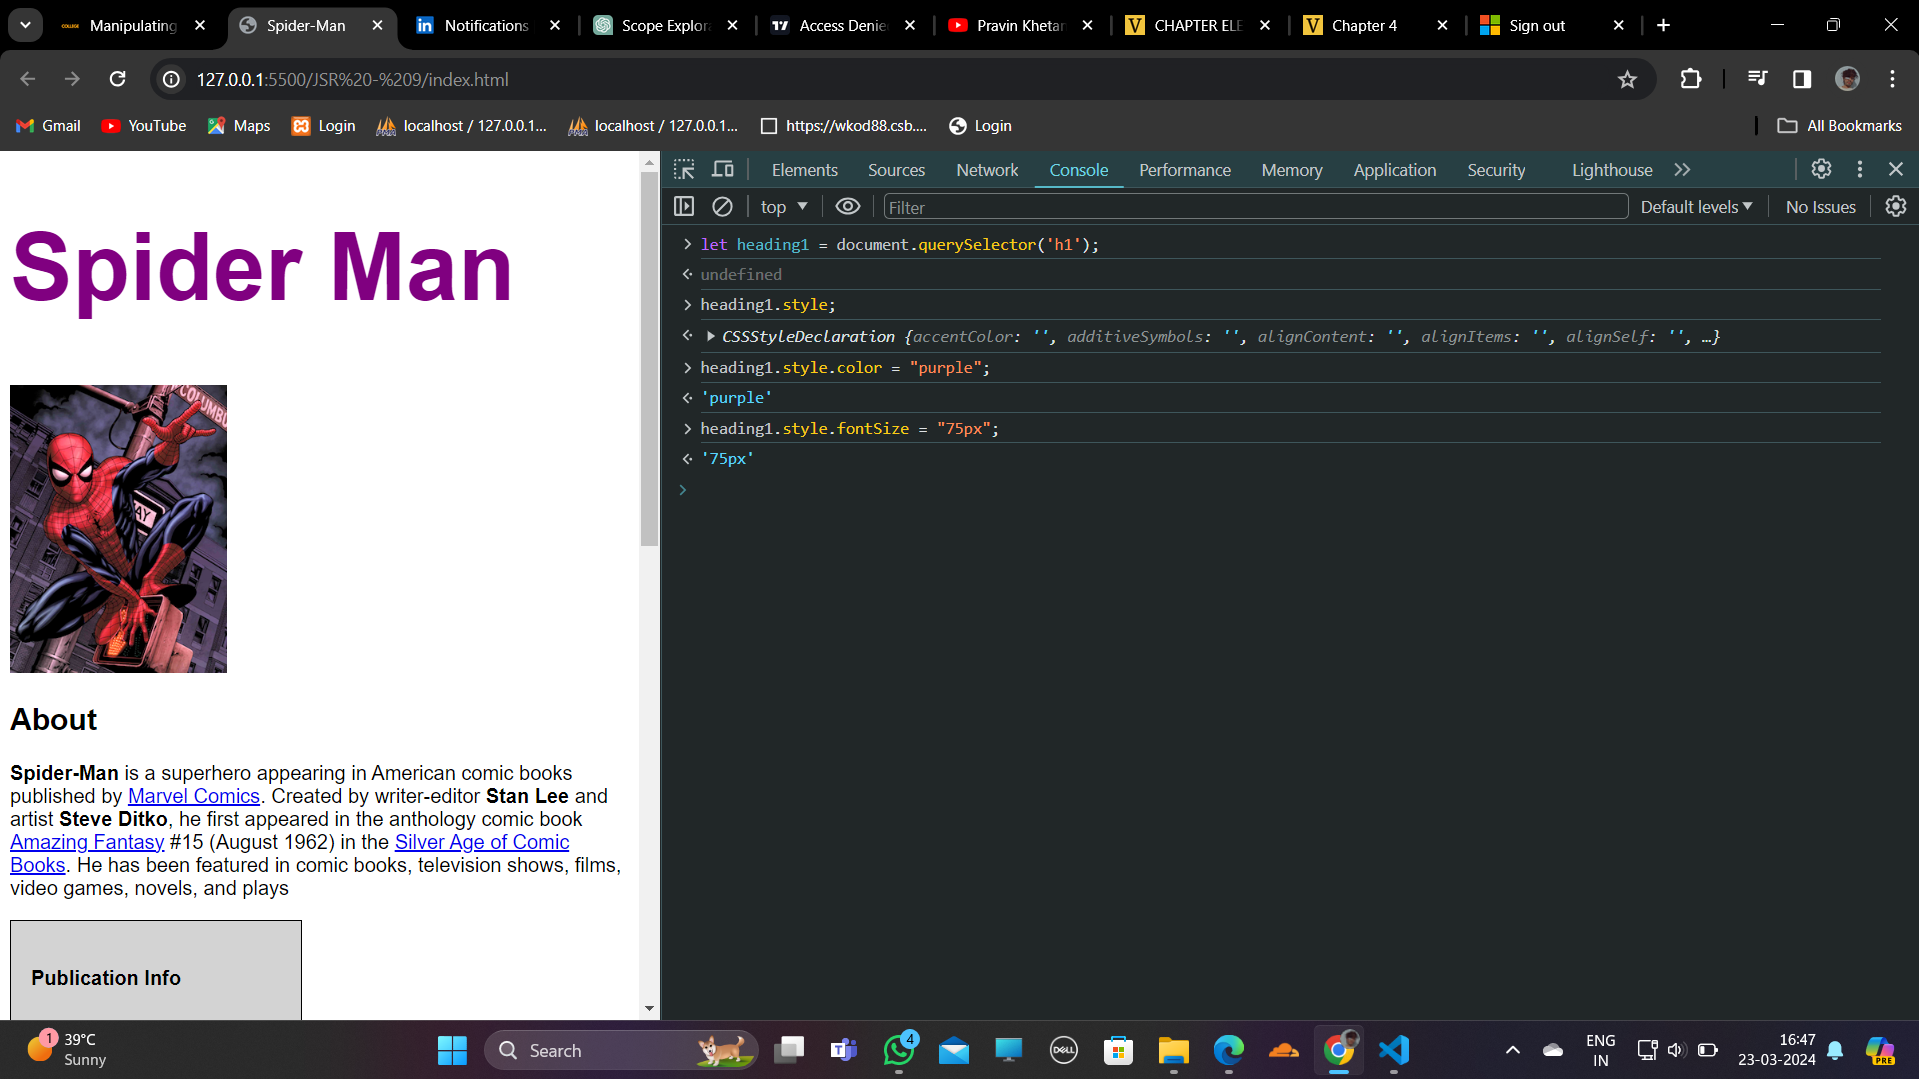 Manipulating
Spider-Man
Notifications
Scope Explora
Access Denie
Pravin Khetan
CHAPTER ELE
Chapter 4
Sign out
127.0.0.1:5500/JSR%20-%209/index.html
Gmail
YouTube
Maps
Login
localhost / 127.0.0.1...
localhost / 127.0.0.1...
https://wkod88.csb....
Login
All Bookmarks
Spider Man
COLUMBU
About
Spider-Man is a superhero appearing in American comic books
published by Marvel Comics. Created by writer-editor Stan Lee and
artist Steve Ditko, he first appeared in the anthology comic book
Amazing Fantasy #15 (August 1962) in the Silver Age of Comic
Books. He has been featured in comic books, television shows, films,
video games, novels, and plays
Publication Info
Elements Sources Network Console Performance Memory Application Security Lighthouse
top Filter Default levels No Issues
let heading1 = document.querySelector('h1');
undefined
heading1.style;
CSSStyleDeclaration {accentColor: '', additiveSymbols: '', alignContent: '', alignItems: '', alignSelf: '', …}
heading1.style.color = "purple";
'purple'
heading1.style.fontSize = "75px";
'75px'
1
39°C
Sunny
Search
4
DELL
ENG
IN
16:47
23-03-2024
PRE